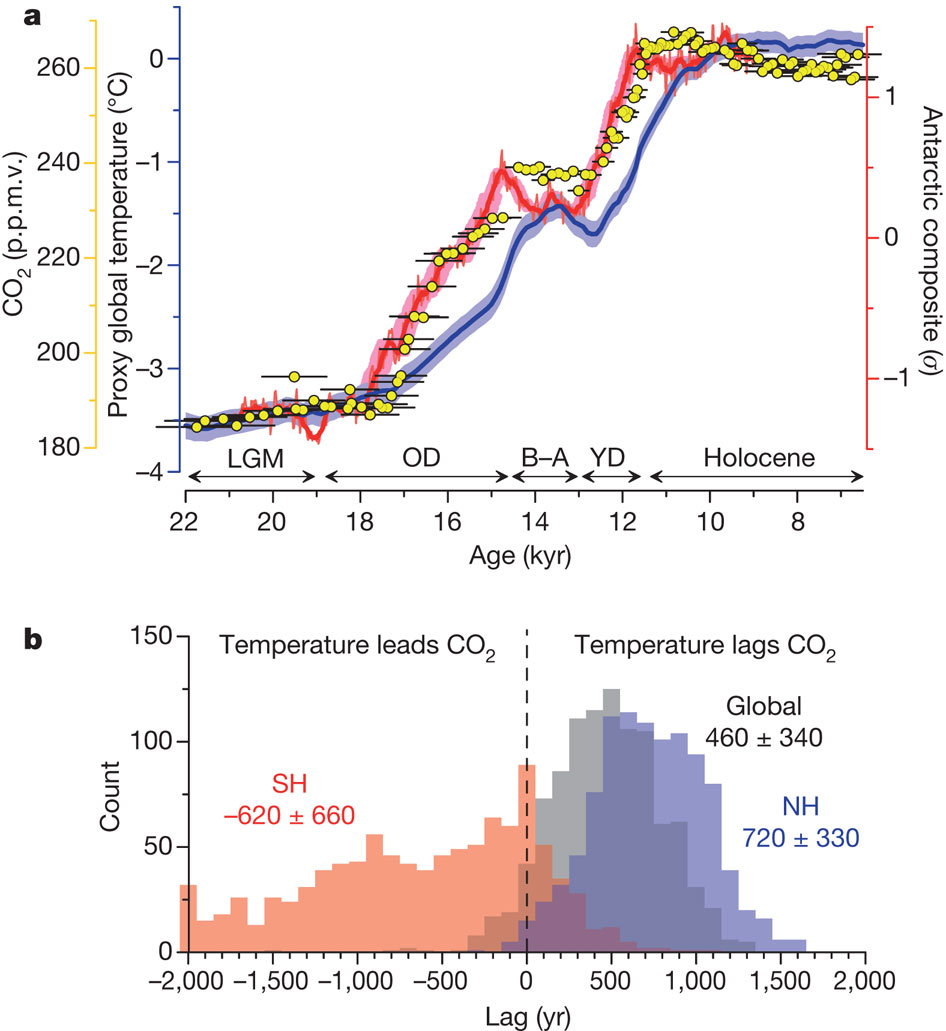 a
CO2 (p.p.m.v.)
260
240
220
200
180
Proxy global temperature (°C)
0
−1
−2
−3
−4
Antarctic composite (σ)
1
0
−1
LGM OD B–A YD Holocene
22 20 18 16 14 12 10 8
Age (kyr)
b
Count
150
100
50
0
Temperature leads CO2
Temperature lags CO2
Global
460 ± 340
SH
−620 ± 660
NH
720 ± 330
−2,000 −1,500 −1,000 −500 0 500 1,000 1,500 2,000
Lag (yr)